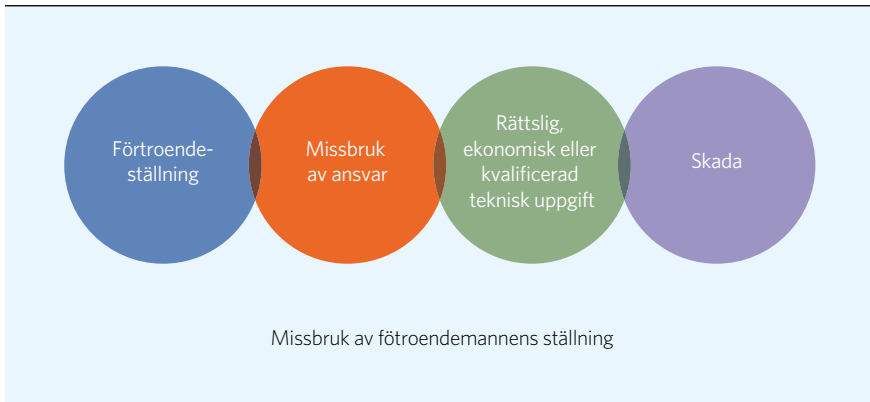 Förtroende-
ställning
Missbruk
av ansvar
Rättslig,
ekonomisk eller
kvalificerad
teknisk uppgift
Skada
Missbruk av fötroendemannens ställning